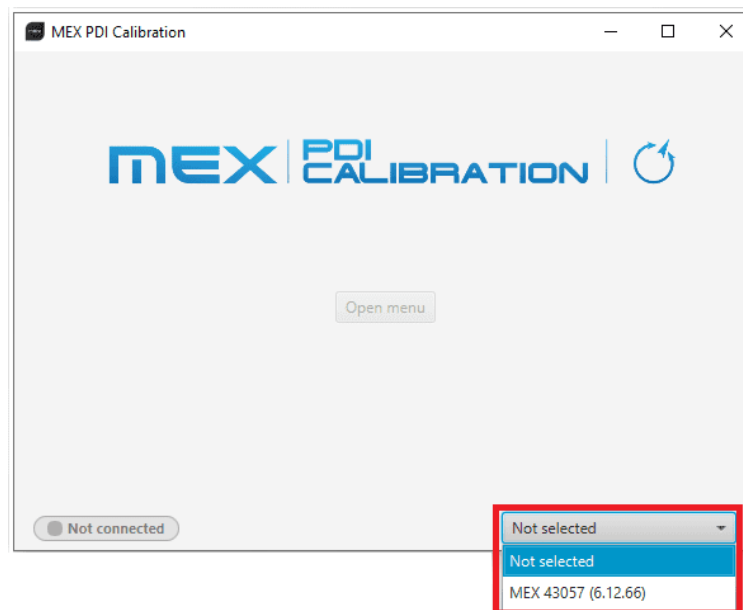 MEX PDI Calibration
mex PDI
CALIBRATION
Open menu
Not connected
Not selected
Not selected
MEX 43057 (6.12.66)